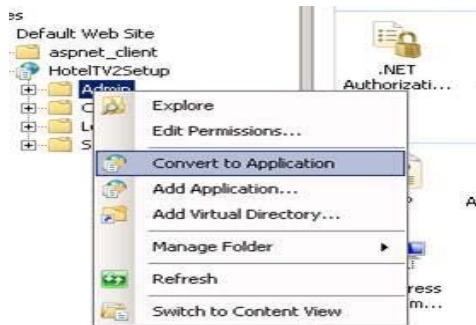 es
Default Web Site
aspnet_client
HotelTV2Setup
Admin
C
L
S
Explore
Edit Permissions...
Convert to Application
Add Application...
Add Virtual Directory...
Manage Folder
Refresh
Switch to Content View
.NET
Authorizati...
A
ress
m...